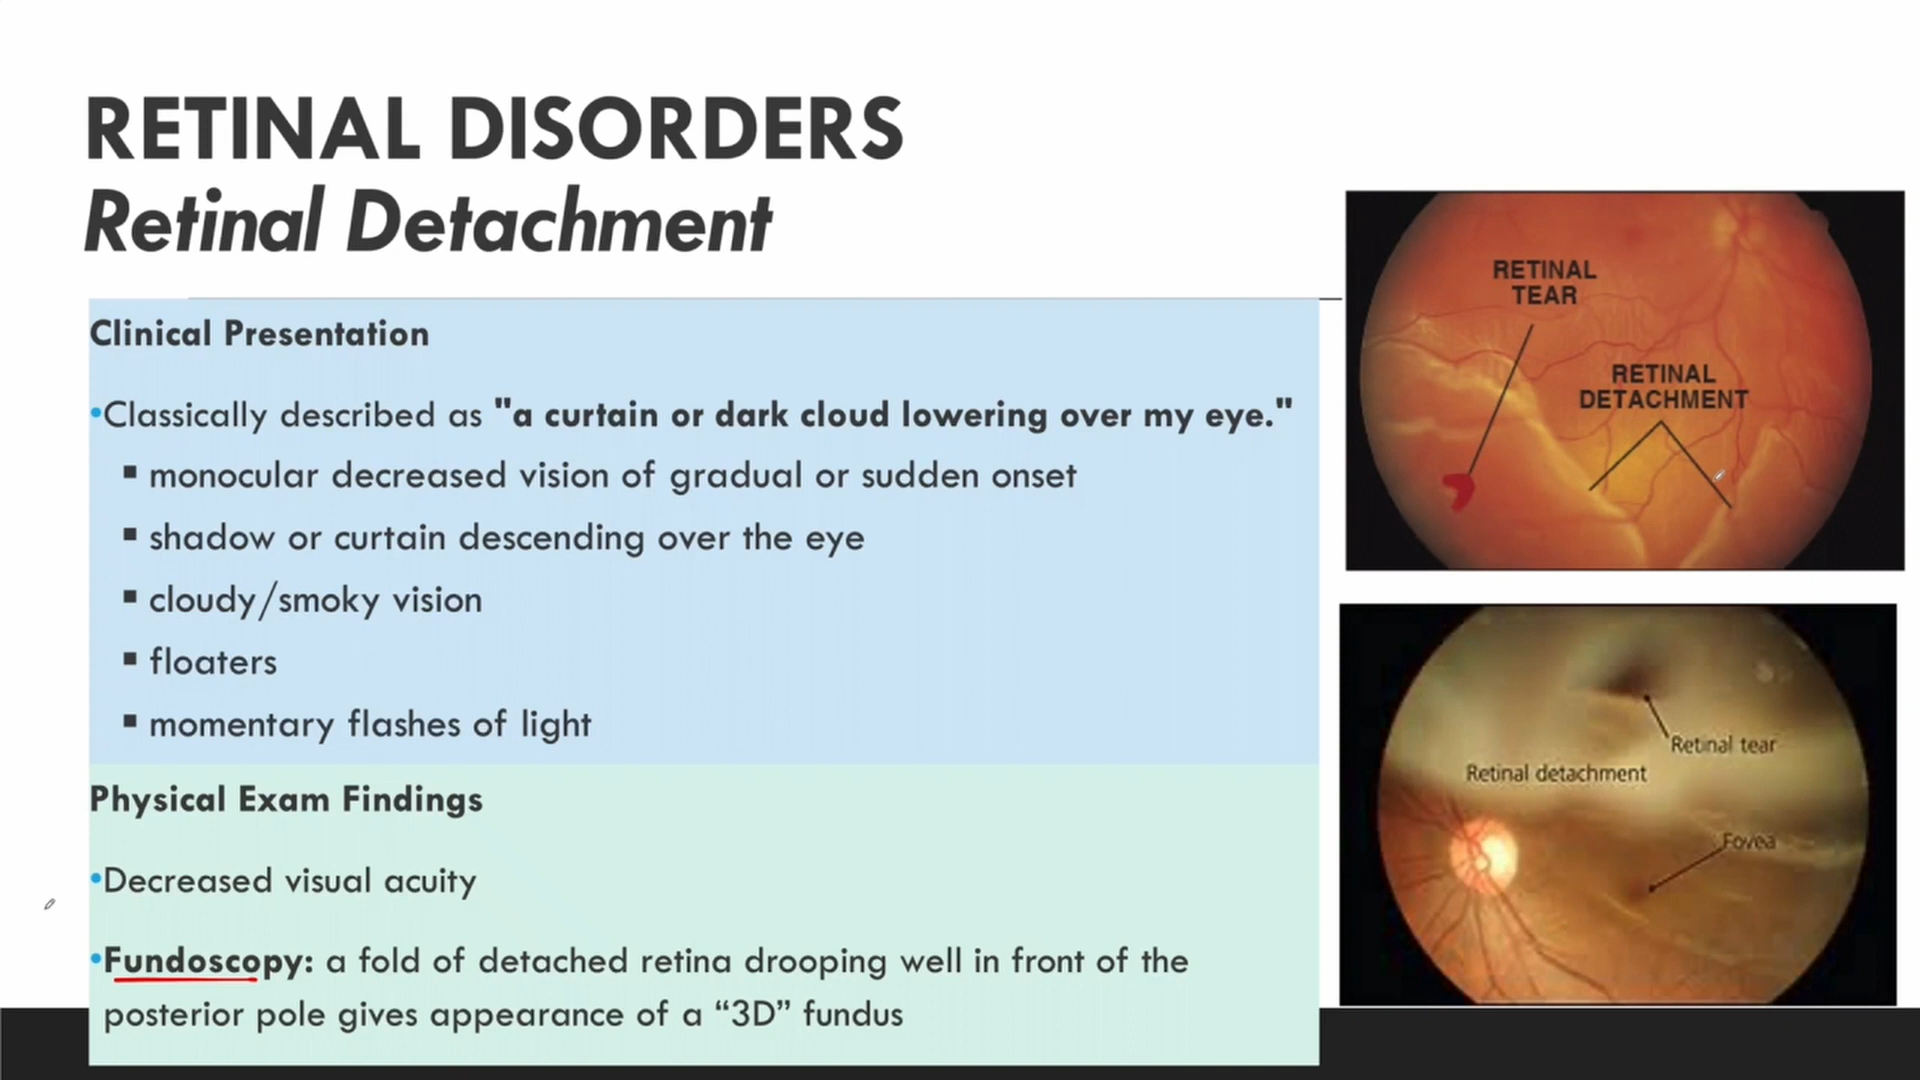 RETINAL DISORDERS
Retinal Detachment
Clinical Presentation
•Classically described as "a curtain or dark cloud lowering over my eye."
▪ monocular decreased vision of gradual or sudden onset
▪ shadow or curtain descending over the eye
▪ cloudy/smoky vision
▪ floaters
▪ momentary flashes of light
Physical Exam Findings
•Decreased visual acuity
•Fundoscopy: a fold of detached retina drooping well in front of the
posterior pole gives appearance of a “3D” fundus
RETINAL
TEAR
RETINAL
DETACHMENT
Retinal tear
Retinal detachment
Fovea